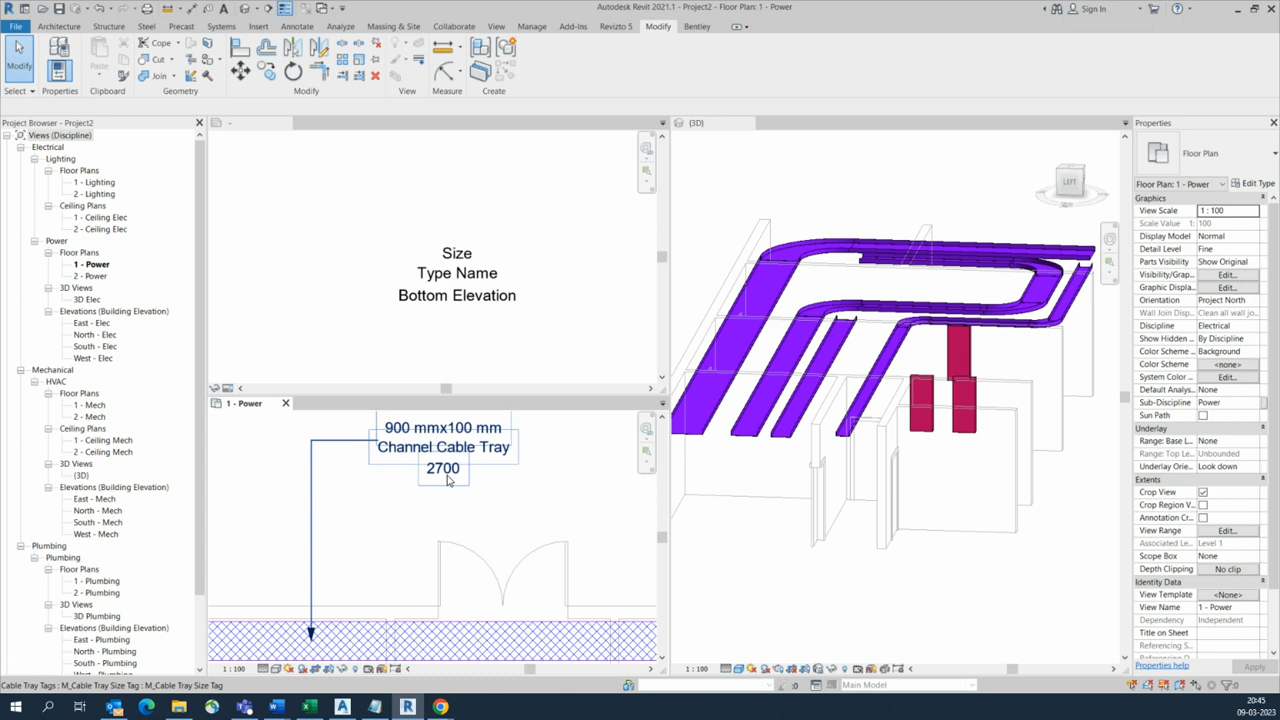 Autodesk Revit 2021.1 - Project2 - Floor Plan: 1 - Power
Sign In
File Architecture Structure Steel Precast Systems Insert Annotate Analyze Massing & Site Collaborate View Manage Add-Ins Revizto 5 Modify Bentley
Modify
Paste
Cope
Cut
Join
Select Properties Clipboard Geometry Modify View Measure Create
Project Browser - Project2
Views (Discipline)
Electrical
Lighting
Floor Plans
1 - Lighting
2 - Lighting
Ceiling Plans
1 - Ceiling Elec
2 - Ceiling Elec
Power
Floor Plans
1 - Power
2 - Power
3D Views
3D Elec
Elevations (Building Elevation)
East - Elec
North - Elec
South - Elec
West - Elec
Mechanical
HVAC
Floor Plans
1 - Mech
2 - Mech
Ceiling Plans
1 - Ceiling Mech
2 - Ceiling Mech
3D Views
{3D}
Elevations (Building Elevation)
East - Mech
North - Mech
South - Mech
West - Mech
Plumbing
Plumbing
Floor Plans
1 - Plumbing
2 - Plumbing
3D Views
3D Plumbing
Elevations (Building Elevation)
East - Plumbing
North - Plumbing
South - Plumbing
West - Plumbing
-
Size
Type Name
Bottom Elevation
1 - Power
900 mmx100 mm
Channel Cable Tray
2700
1 : 100
{3D}
LEFT
1 : 100
Properties
Floor Plan
Floor Plan: 1 - Power Edit Type
Graphics
View Scale 1 : 100
Scale Value 1: 100
Display Model Normal
Detail Level Fine
Parts Visibility Show Original
Visibility/Grap... Edit...
Graphic Displa... Edit...
Orientation Project North
Wall Join Disp... Clean all wall jo...
Discipline Electrical
Show Hidden ... By Discipline
Color Scheme ... Background
Color Scheme <none>
System Color ... Edit...
Default Analys... None
Sub-Discipline Power
Sun Path
Underlay
Range: Base L... None
Range: Top Le... Unbounded
Underlay Orie... Look down
Extents
Crop View
Crop Region V...
Annotation Cr...
View Range Edit...
Associated Le... Level 1
Scope Box None
Depth Clipping No clip
Identity Data
View Template <None>
View Name 1 - Power
Dependency Independent
Title on Sheet
Referencing S...
Properties help Apply
Cable Tray Tags : M_Cable Tray Size Tag : M_Cable Tray Size Tag
:0
Main Model
:0
20:45
09-03-2023